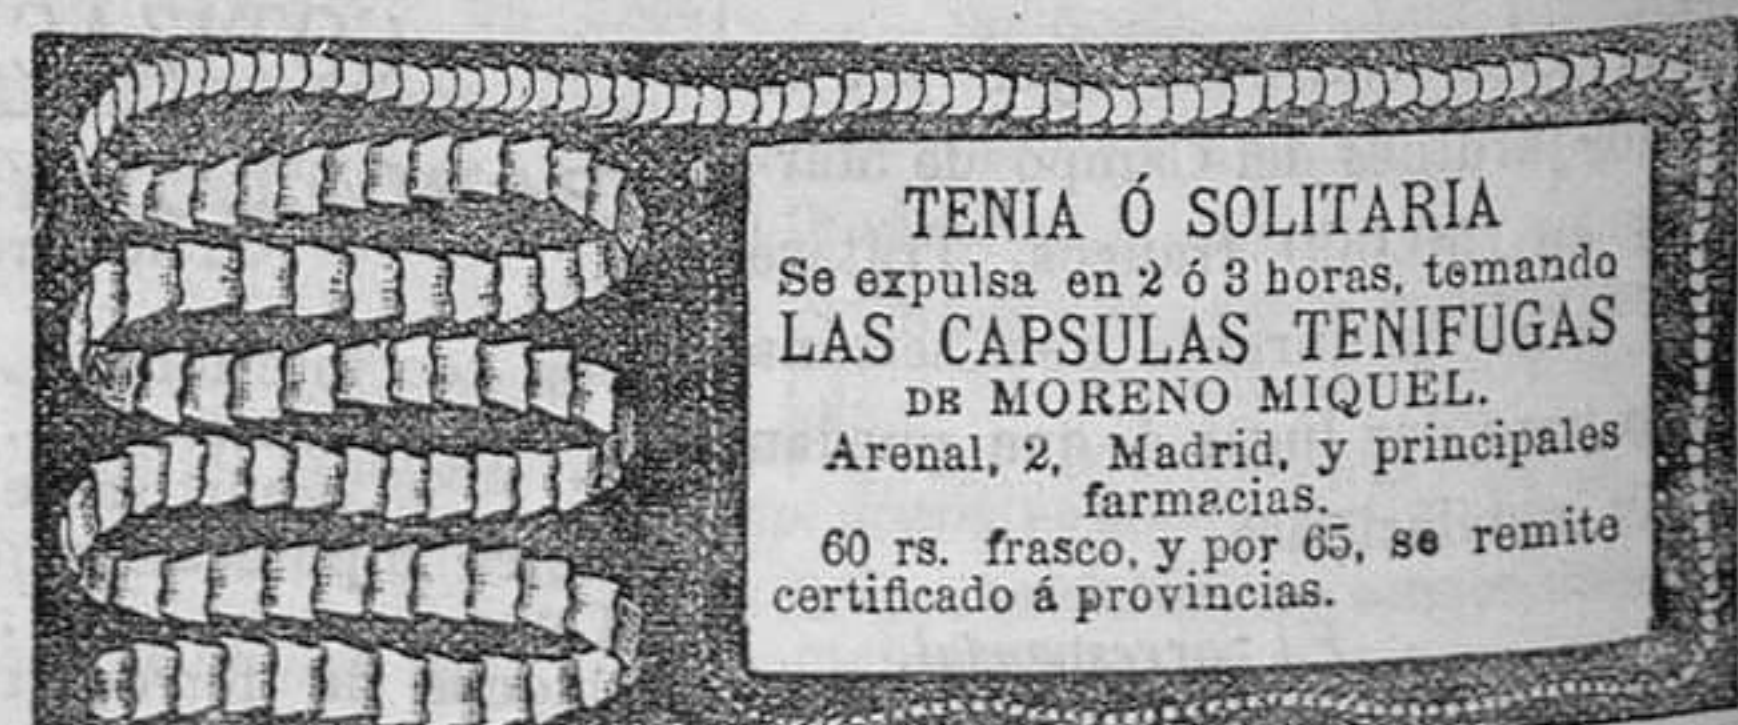 TENIA Ó SOLITARIA
Se expulsa en 2 ó 3 horas, tomando
LAS CAPSULAS TENIFUGAS
DE MORENO MIQUEL.
Arenal, 2, Madrid, y principales
farmacias.
60 rs. frasco, y por 65, se remite
certificado á provincias.